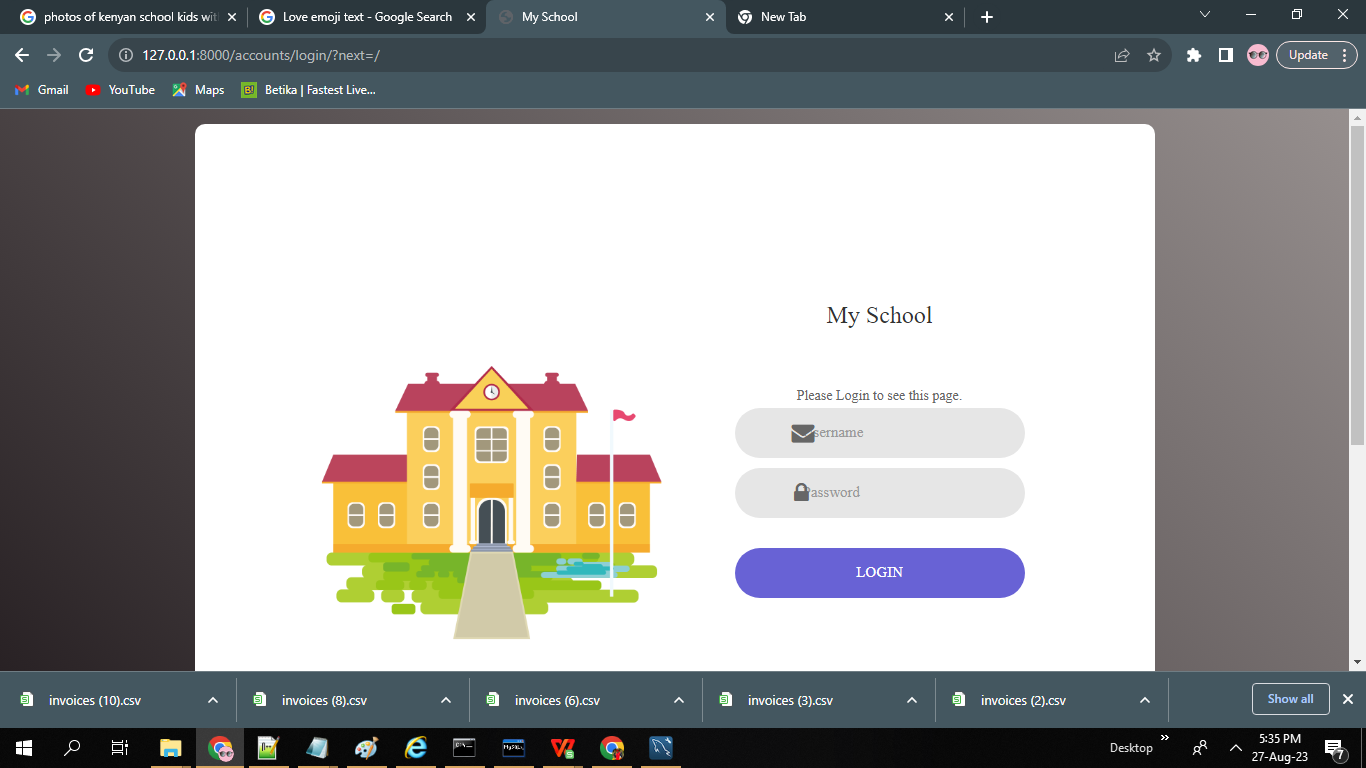 photos of kenyan school kids wit
Love emoji text - Google Search
My School
New Tab
127.0.0.1:8000/accounts/login/?next=/
Update
Gmail
YouTube
Maps
Betika | Fastest Live...
My School
Please Login to see this page.
sername
Password
LOGIN
invoices (10).csv
invoices (8).csv
invoices (6).csv
invoices (3).csv
invoices (2).csv
Show all
Desktop
5:35 PM
27-Aug-23
7